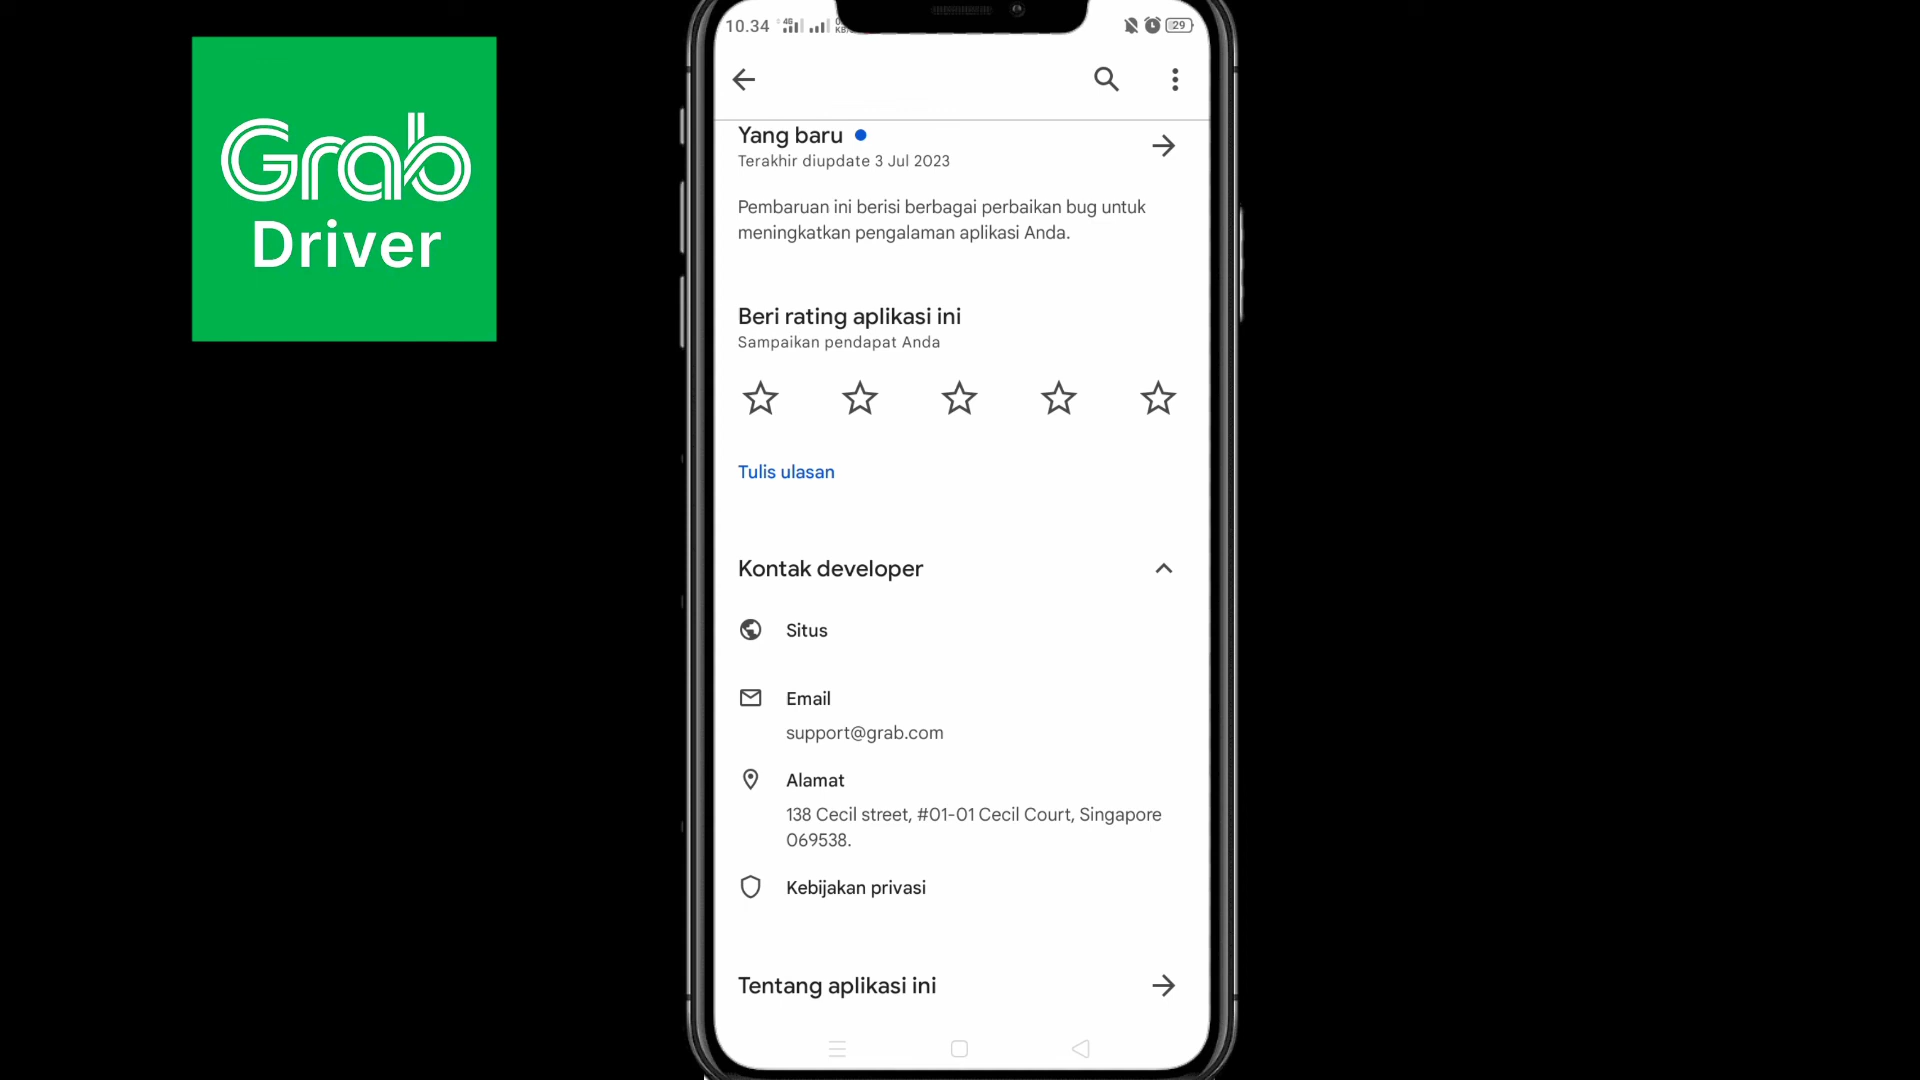 Grab
Driver
10.34
4G
29
Yang baru
Terakhir diupdate 3 Jul 2023
Pembaruan ini berisi berbagai perbaikan bug untuk
meningkatkan pengalaman aplikasi Anda.
Beri rating aplikasi ini
Sampaikan pendapat Anda
Tulis ulasan
Kontak developer
Situs
Email
support@grab.com
Alamat
138 Cecil street, #01-01 Cecil Court, Singapore
069538.
Kebijakan privasi
Tentang aplikasi ini